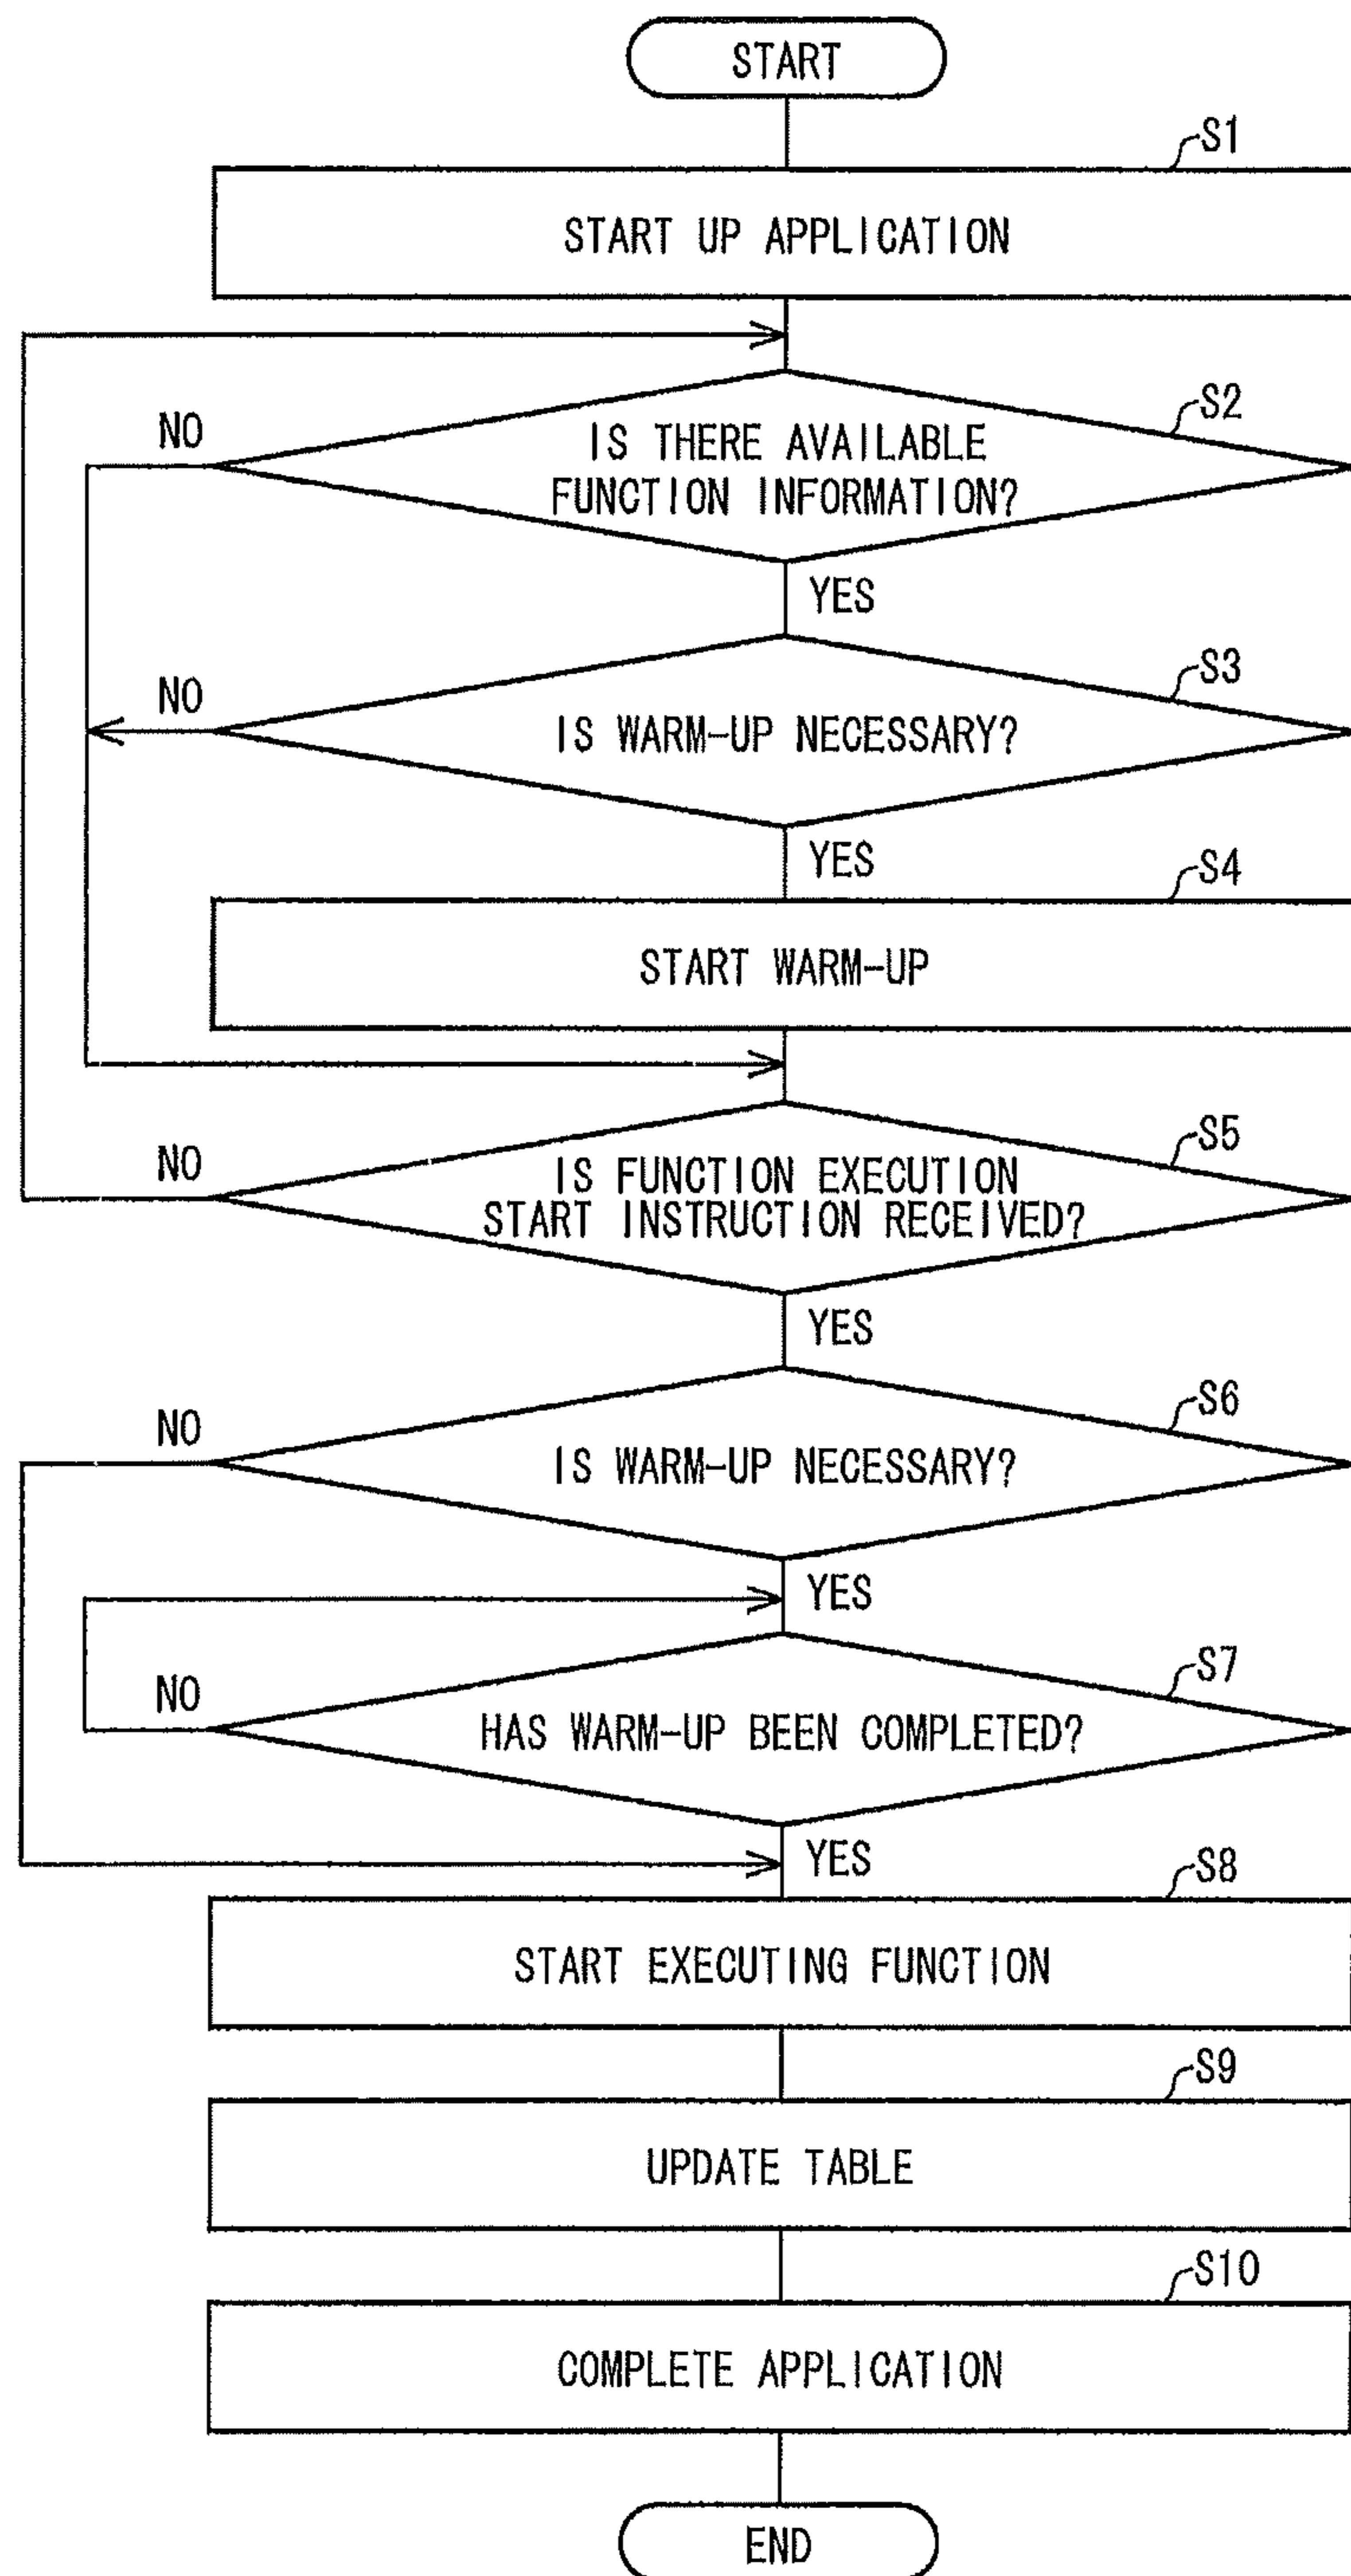 START
S1
START UP APPLICATION
S2
NO
IS THERE AVAILABLE
FUNCTION INFORMATION?
YES
S3
NO
IS WARM-UP NECESSARY?
YES
S4
START WARM-UP
S5
NO
IS FUNCTION EXECUTION
START INSTRUCTION RECEIVED?
YES
S6
NO
IS WARM-UP NECESSARY?
YES
S7
NO
HAS WARM-UP BEEN COMPLETED?
YES
S8
START EXECUTING FUNCTION
S9
UPDATE TABLE
S10
COMPLETE APPLICATION
END